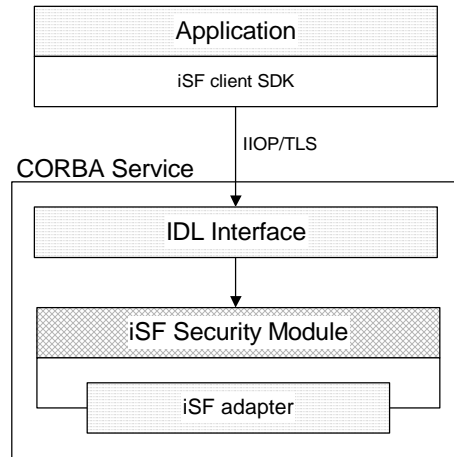 Application
iSF client SDK
IIOP/TLS
CORBA Service
IDL Interface
iSF Security Module
iSF adapter